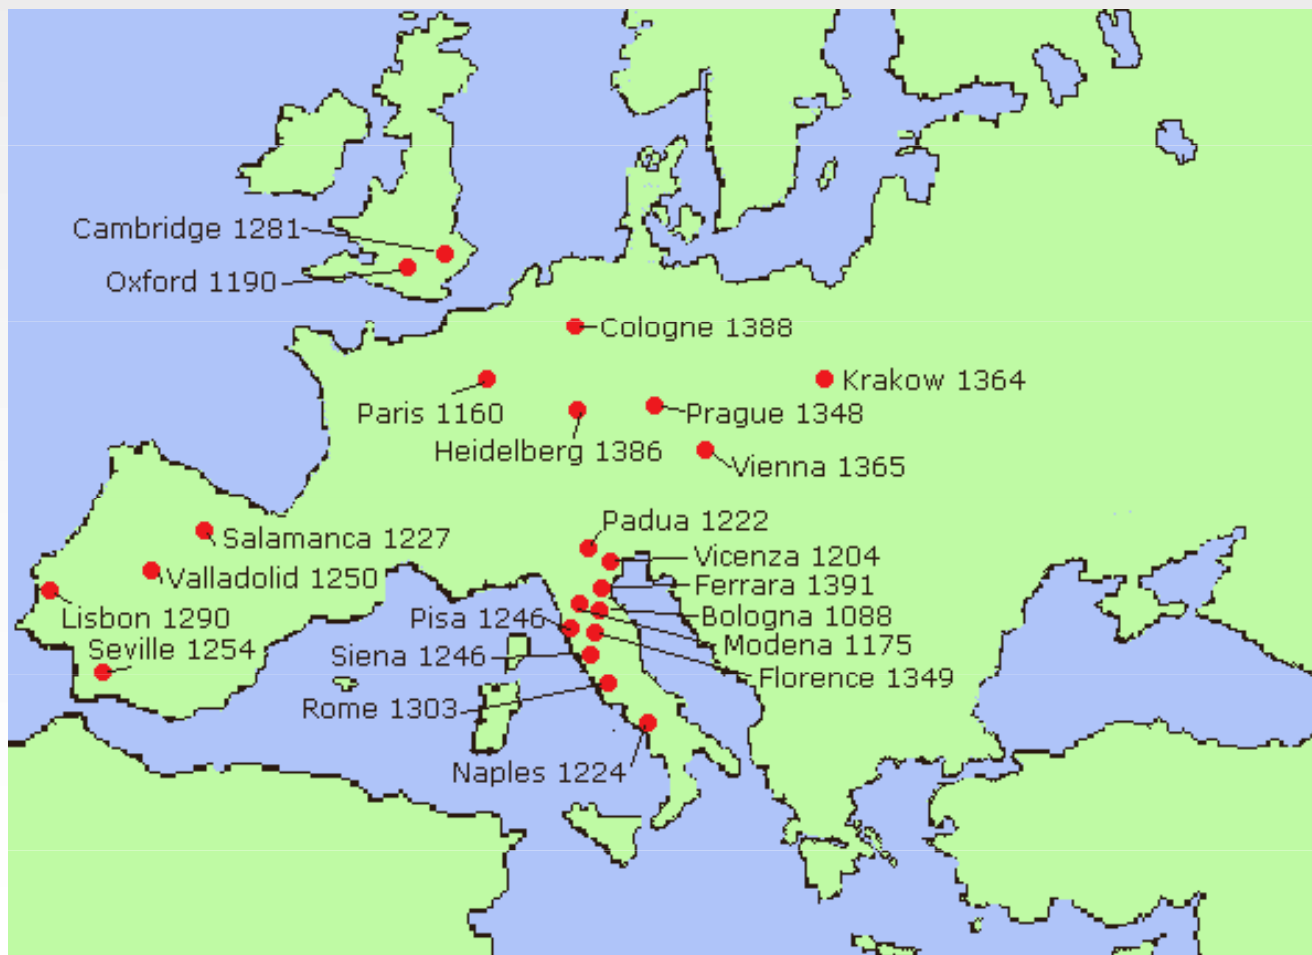 Cambridge 1281
Oxford 1190
Cologne 1388
Krakow 1364
Paris 1160
Prague 1348
Heidelberg 1386
Vienna 1365
Padua 1222
Salamanca 1227
Vicenza 1204
Valladolid 1250
Ferrara 1391
Lisbon 1290
Pisa 1246
Bologna 1088
Modena 1175
Seville 1254
Siena 1246
Florence 1349
Rome 1303
Naples 1224